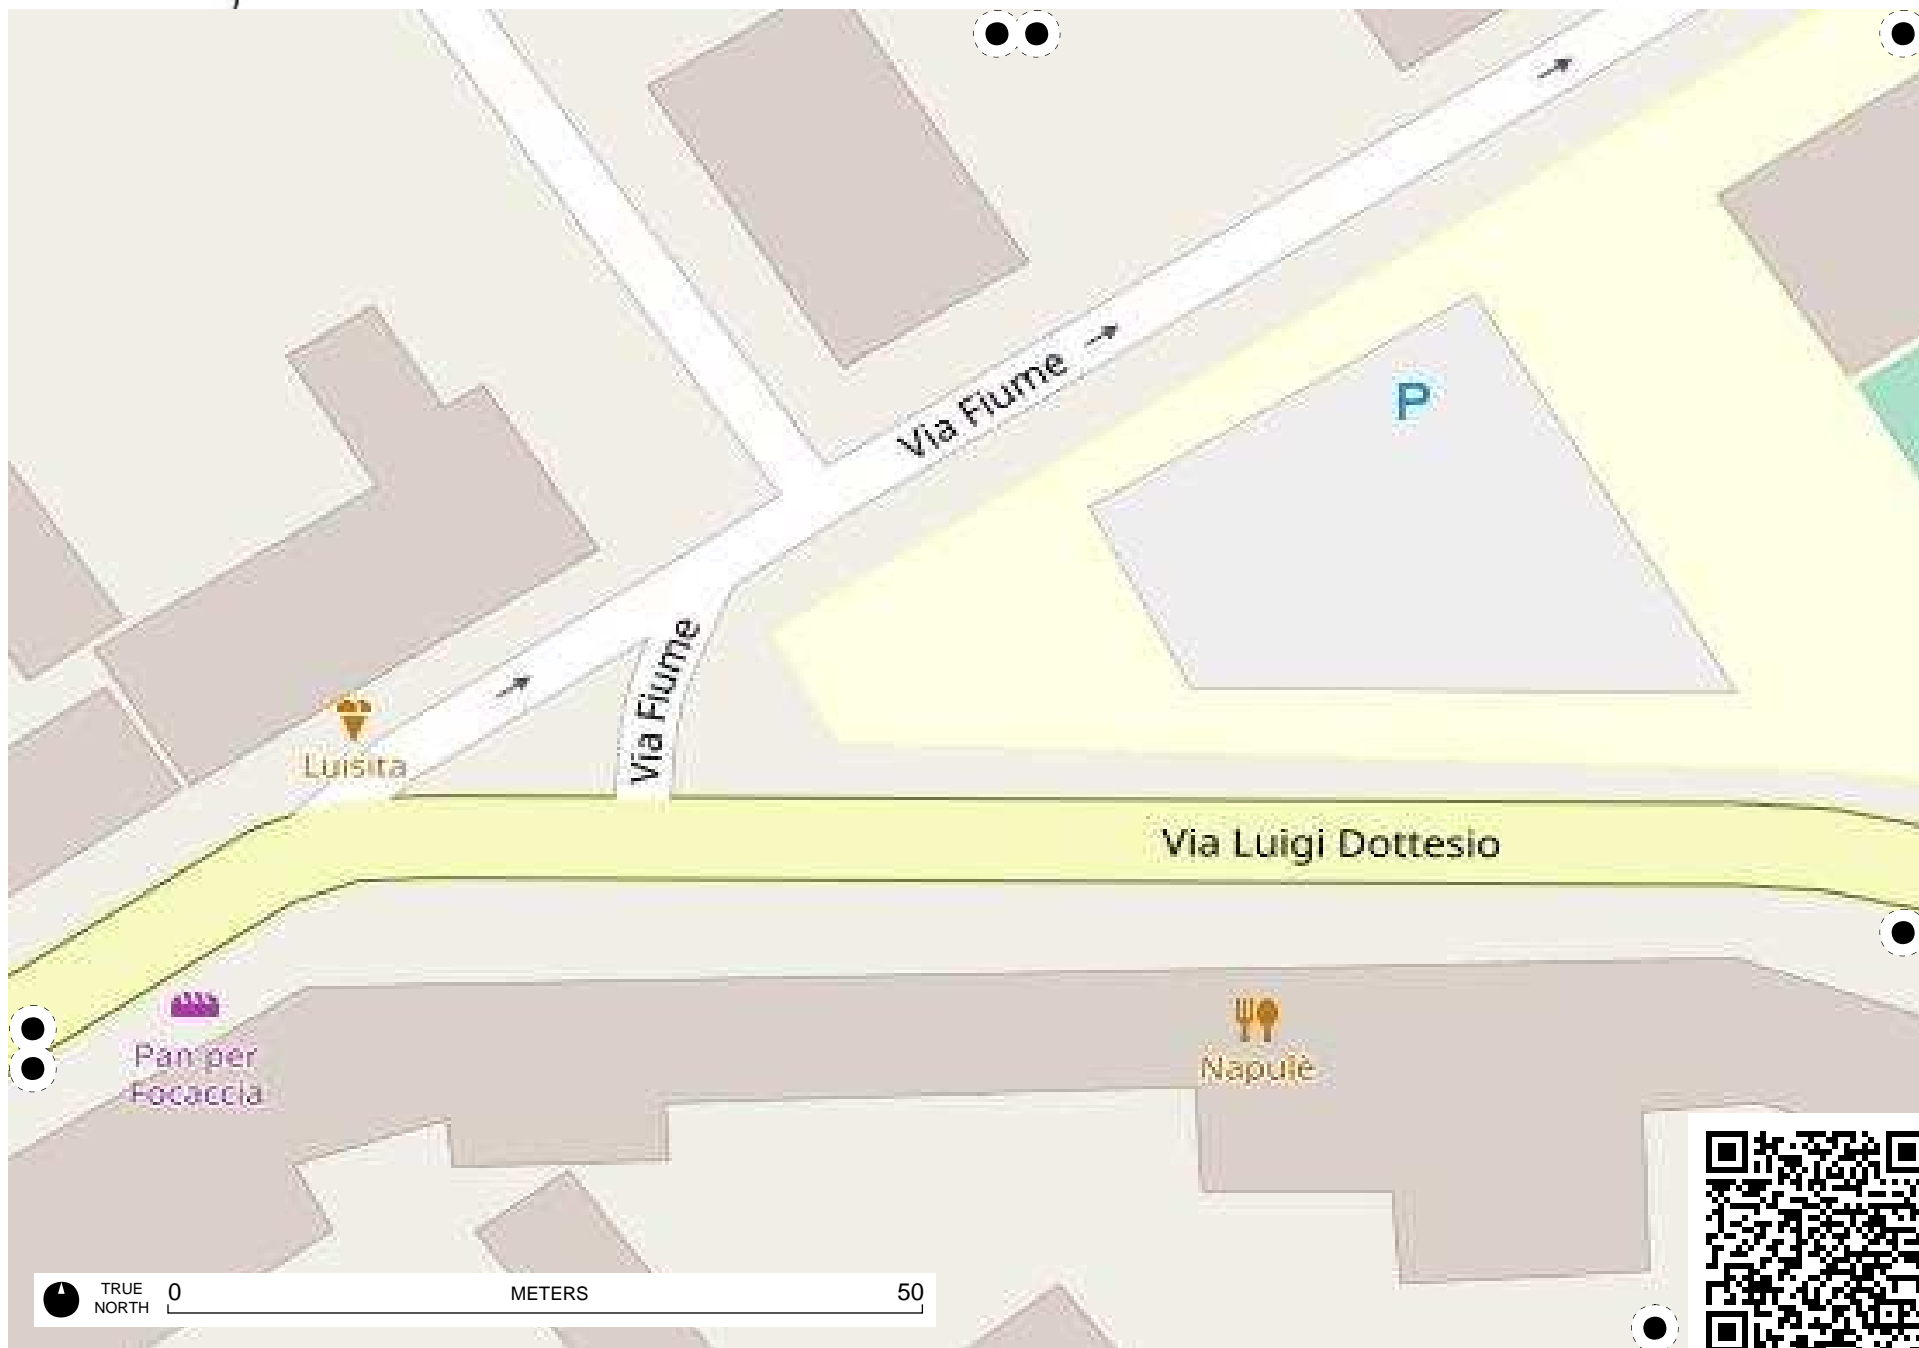 Via Fiume
P
Via Fiume
Luisita
Via Luigi Dottesio
Napulè
Pan per
Focaccia
TRUE
NORTH
0
METERS
50